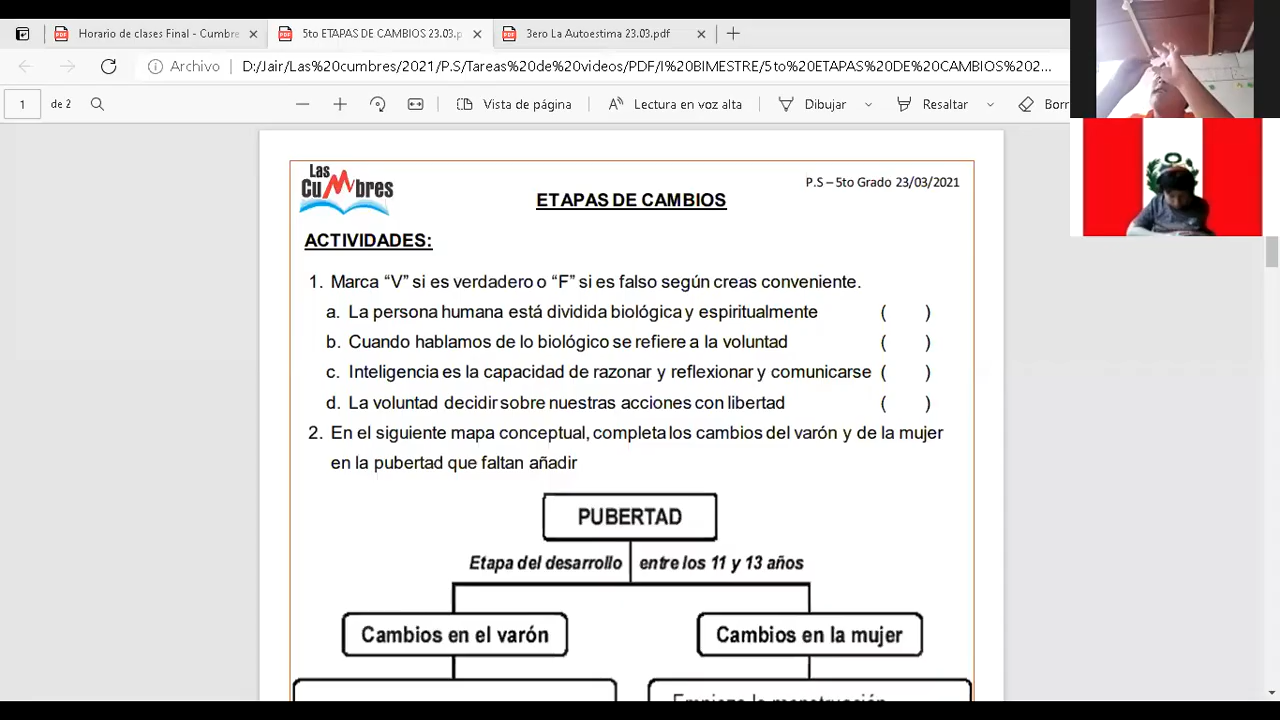 Horario de clases Final - Cumbre
5to ETAPAS DE CAMBIOS 23.03.p
3ero La Autoestima 23.03.pdf
Archivo
D:/Jair/Las%20cumbres/2021/P.S/Tareas%20de%20videos/PDF/I%20BIMESTRE/5to%20ETAPAS%20DE%20CAMBIOS%202...
1 de 2
Vista de página
Lectura en voz alta
Dibujar
Resaltar
Borr
Las
Cumbres
P.S – 5to Grado 23/03/2021
ETAPAS DE CAMBIOS
ACTIVIDADES:
1. Marca “V” si es verdadero o “F” si es falso según creas conveniente.
a. La persona humana está dividida biológica y espiritualmente ( )
b. Cuando hablamos de lo biológico se refiere a la voluntad ( )
c. Inteligencia es la capacidad de razonar y reflexionar y comunicarse ( )
d. La voluntad decidir sobre nuestras acciones con libertad ( )
2. En el siguiente mapa conceptual, completa los cambios del varón y de la mujer
en la pubertad que faltan añadir
PUBERTAD
Etapa del desarrollo entre los 11 y 13 años
Cambios en el varón
Cambios en la mujer
Empieza la menstruación